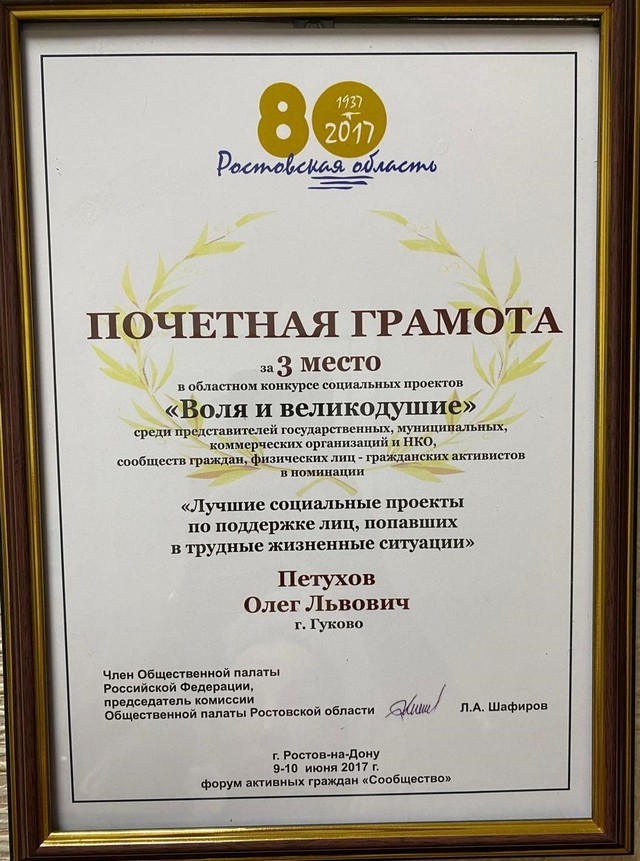 80
1937
2017
Ростовская область
ПОЧЕТНАЯ ГРАМОТА
за 3 место
в областном конкурсе социальных проектов
«Воля и великодушие»
среди представителей государственных, муниципальных,
коммерческих организаций и НКО,
сообществ граждан, физических лиц - гражданских активистов
в номинации
«Лучшие социальные проекты
по поддержке лиц, попавших
в трудные жизненные ситуации»
Петухов
Олег Львович
г. Гуково
Член Общественной палаты
Российской Федерации,
председатель комиссии
Общественной палаты Ростовской области
Л.А. Шафиров
г. Ростов-на-Дону
9-10 июня 2017 г.
форум активных граждан «Сообщество»